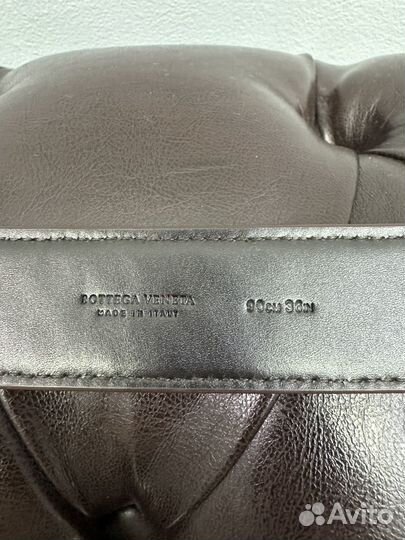 BOTTEGA VENETA
MADE IN ITALY
90CM 36IN
Avito